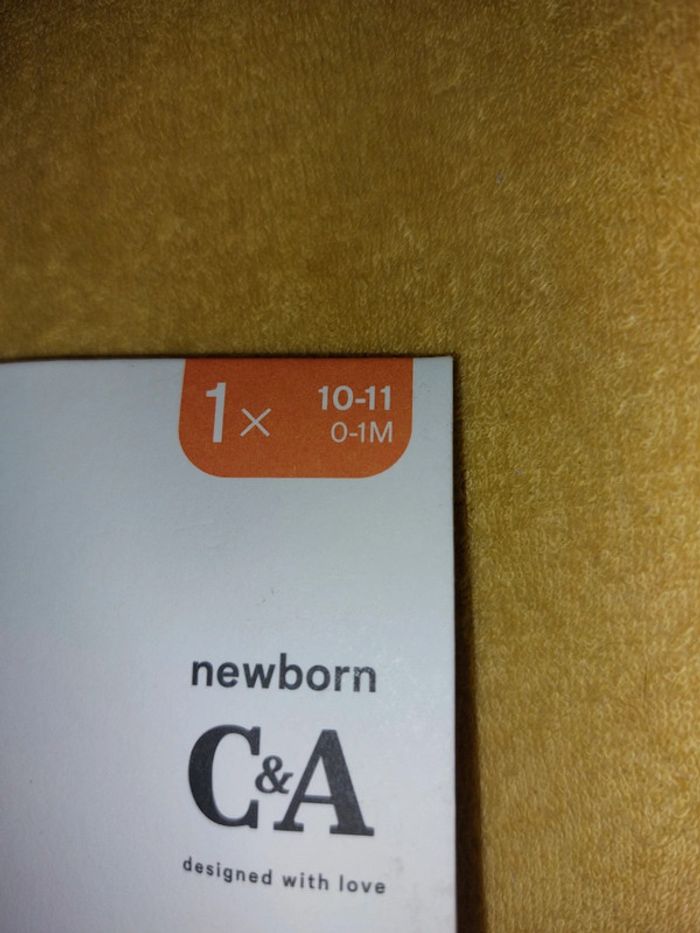 1× 10-11
0-1M
newborn
C&A
designed with love